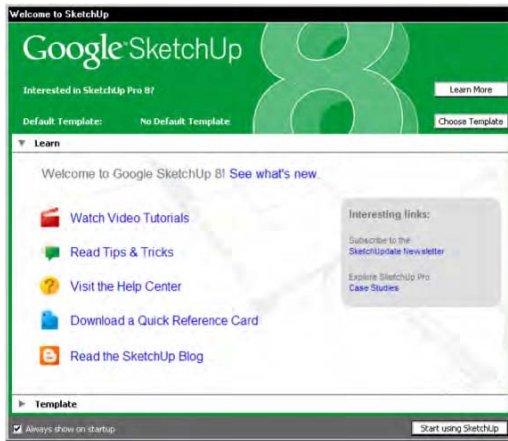 Welcome to SketchUp
Google SketchUp 8
Interested in SketchUp Pro 8?
Learn More
Default Template: No Default Template
Choose Template
Learn
Welcome to Google SketchUp 8! See what's new.
Watch Video Tutorials
Read Tips & Tricks
Visit the Help Center
Download a Quick Reference Card
Read the SketchUp Blog
Interesting links:
Subscribe to the
SketchUpdate Newsletter
Explore SketchUp Pro
Case Studies
Template
Always show on startup
Start using SketchUp